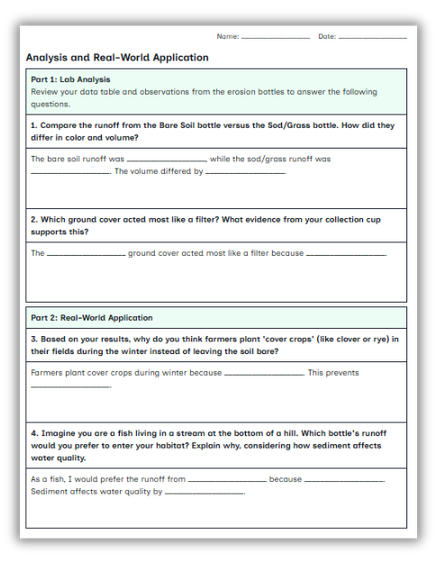 Name: ____________ Date: ____________
Analysis and Real-World Application
Part 1: Lab Analysis
Review your data table and observations from the erosion bottles to answer the following
questions.
1. Compare the runoff from the Bare Soil bottle versus the Sod/Grass bottle. How did they
differ in color and volume?
The bare soil runoff was ____________, while the sod/grass runoff was
____________. The volume differed by ____________.
2. Which ground cover acted most like a filter? What evidence from your collection cup
supports this?
The ____________ ground cover acted most like a filter because ____________.
Part 2: Real-World Application
3. Based on your results, why do you think farmers plant 'cover crops' (like clover or rye) in
their fields during the winter instead of leaving the soil bare?
Farmers plant cover crops during winter because ____________. This prevents
____________.
4. Imagine you are a fish living in a stream at the bottom of a hill. Which bottle's runoff
would you prefer to enter your habitat? Explain why, considering how sediment affects
water quality.
As a fish, I would prefer the runoff from ____________ because ____________.
Sediment affects water quality by ____________.